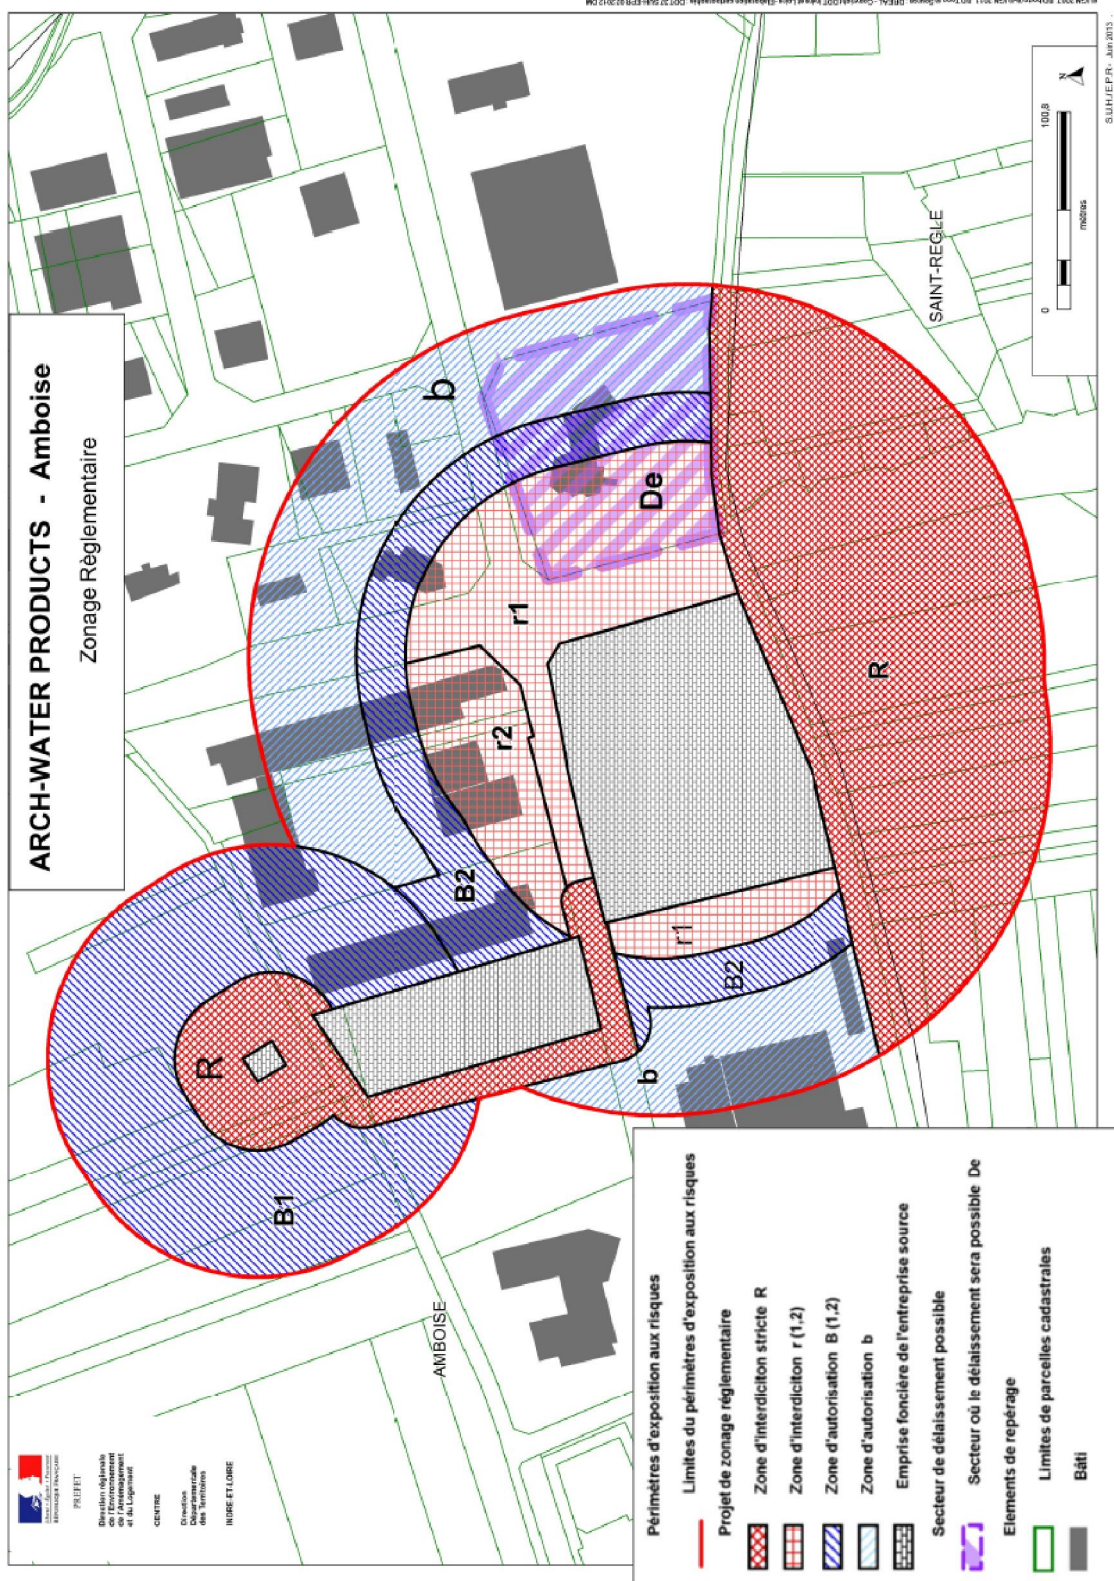 ARCH-WATER PRODUCTS - Amboise
Zonage Règlementaire
PREFET
Direction régionale
de l'Environnement
de l'Aménagement
et du Logement
CENTRE
Direction
Départementale
des Territoires
INDRE-ET-LOIRE
AMBOISE
SAINT-REGLE
B1
R
B2
b
r2
r1
b
De
R
r1
B2
b
N
0
100,8
mètres
Périmètres d'exposition aux risques
Limites du périmètres d'exposition aux risques
Projet de zonage réglementaire
Zone d'interdiciton stricte R
Zone d'interdiciton r (1,2)
Zone d'autorisation B (1,2)
Zone d'autorisation b
Emprise foncière de l'entreprise source
Secteur de délaissement possible
Secteur où le délaissement sera possible De
Elements de repérage
Limites de parcelles cadastrales
Bâti
S.U.H./E.P.R - Juin 2013 -